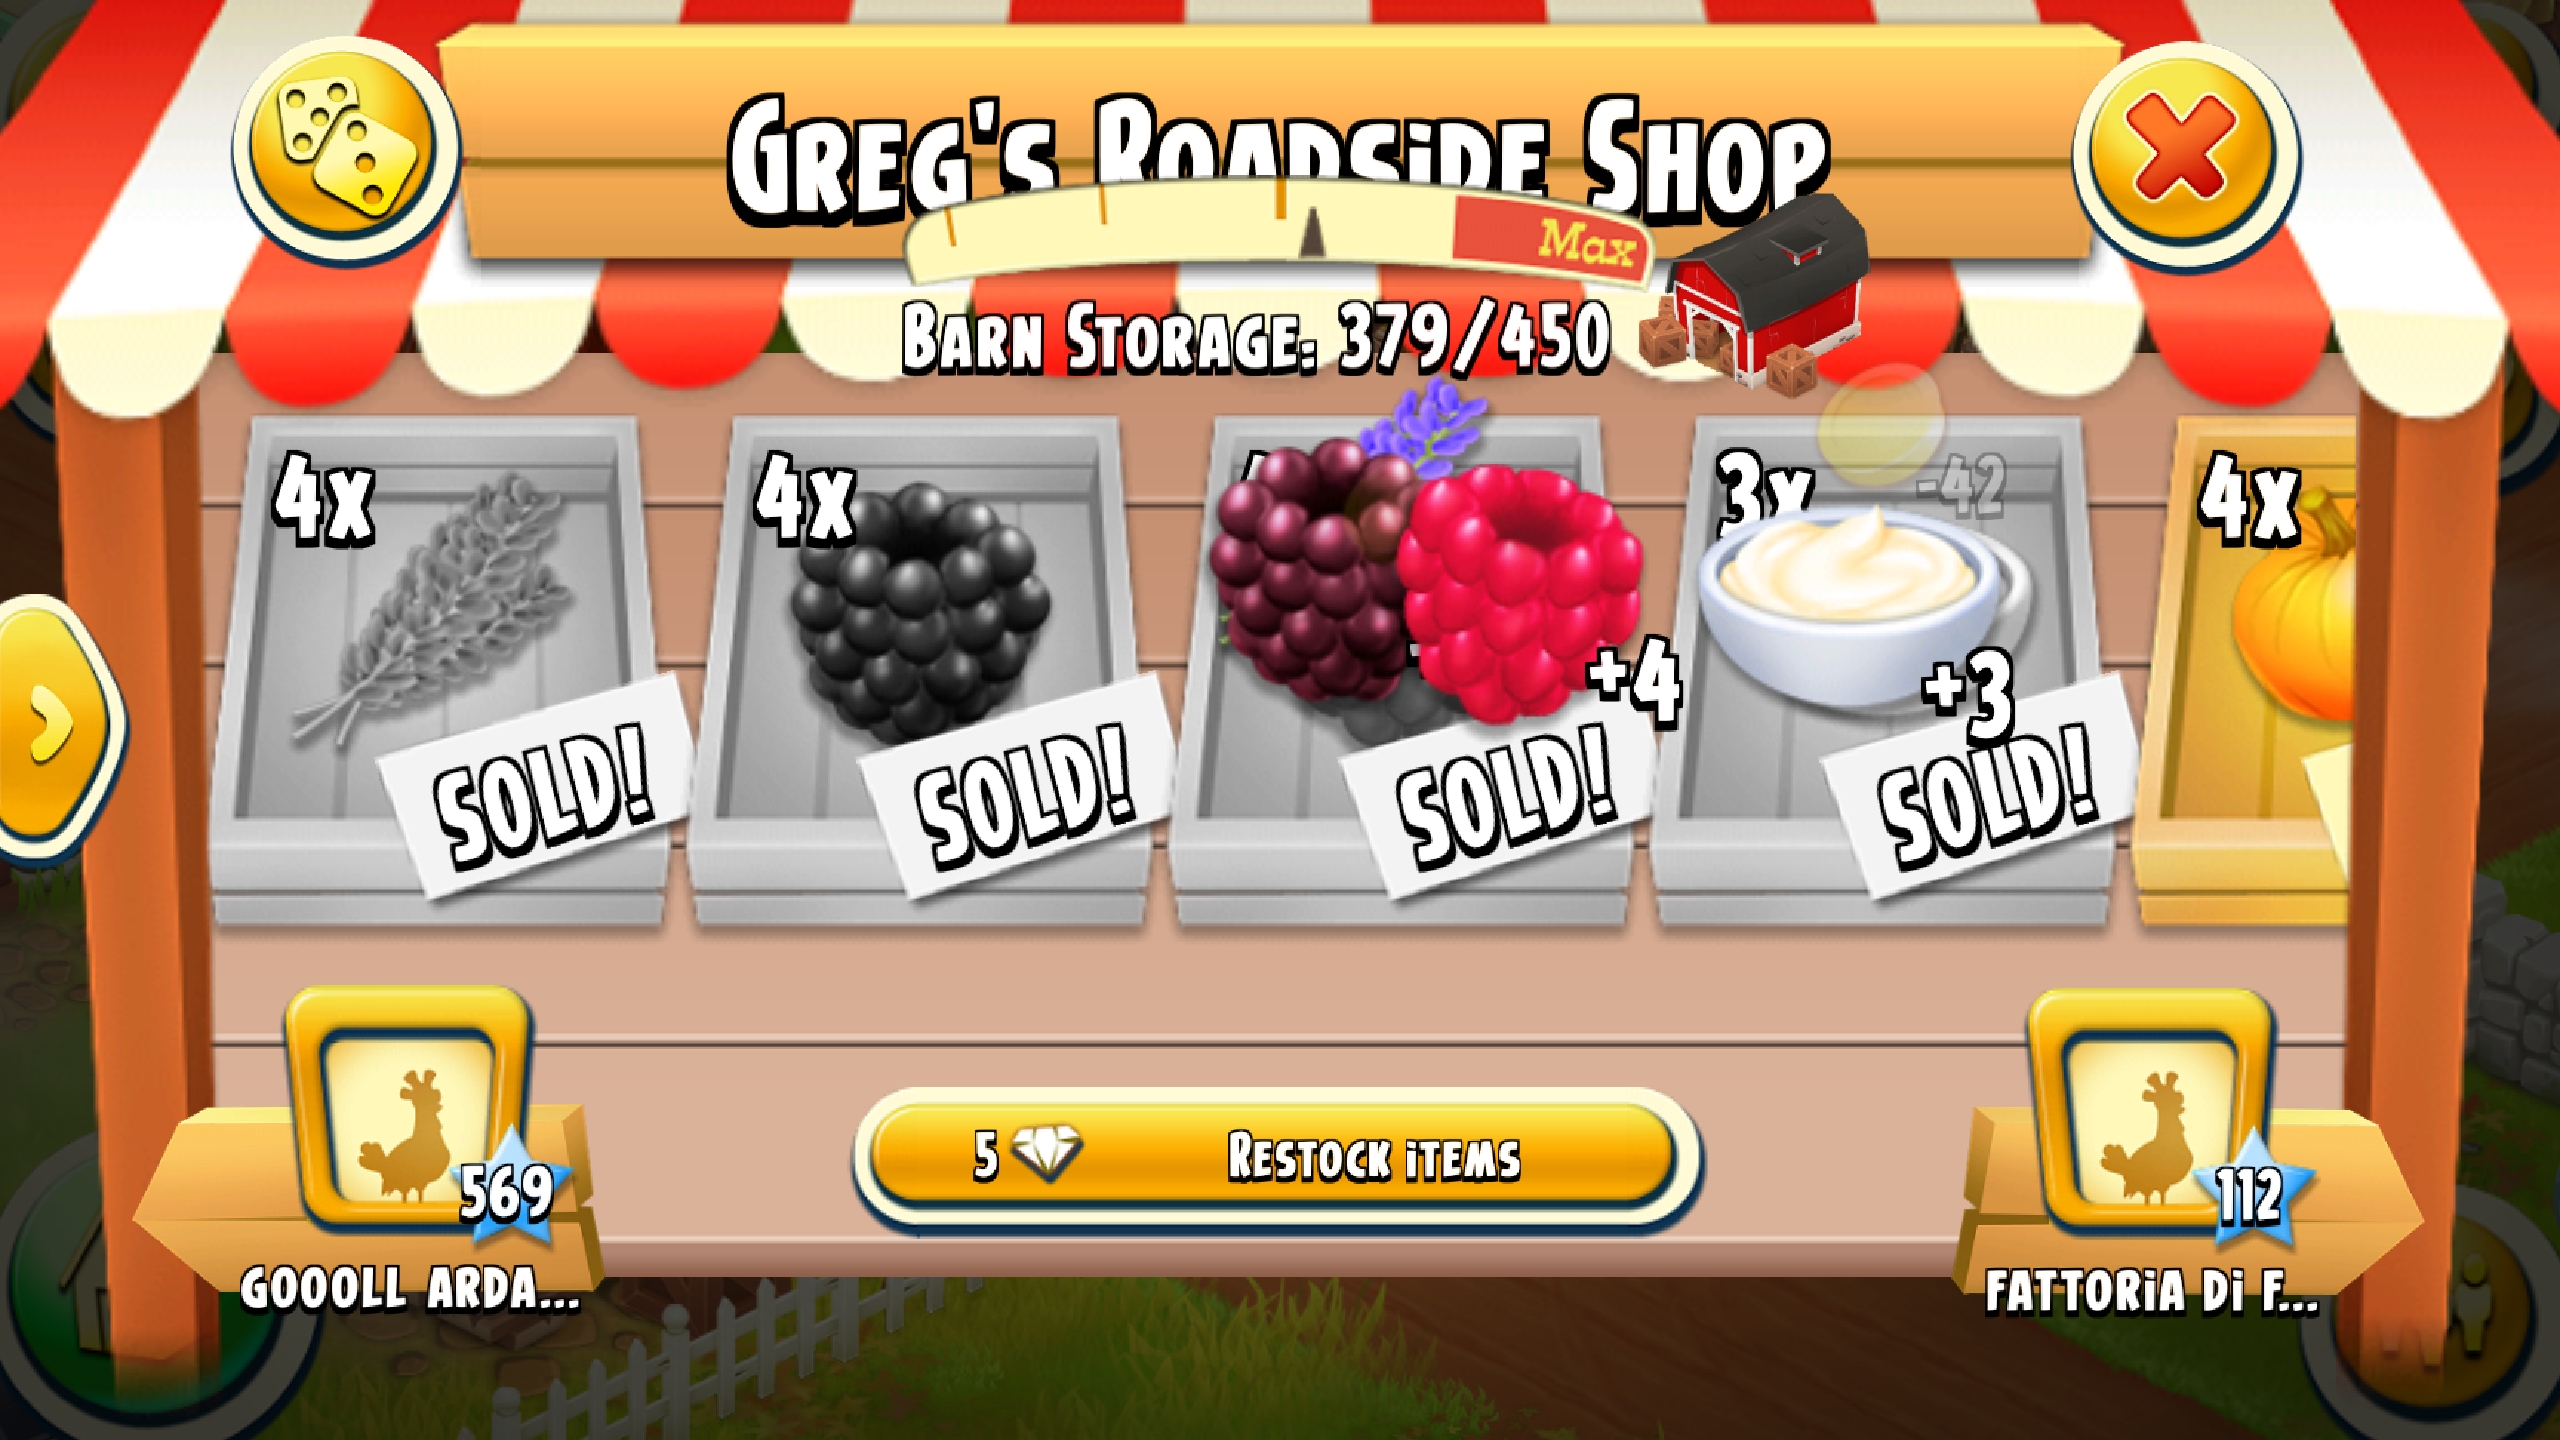 GREG'S ROADSIDE SHOP
Max
BARN STORAGE: 379/450
4x
4x
3x
-42
4x
+4
+3
SOLD!
SOLD!
SOLD!
SOLD!
5
RESTOCK ITEMS
569
112
GOOOLL ARDA...
FATTORIA DI F...